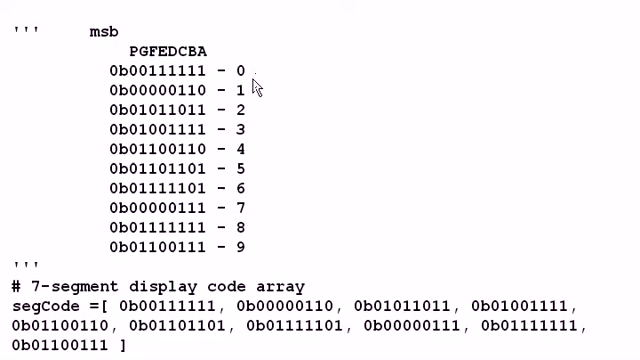 ''' msb
PGFEDCBA
0b00111111 - 0
0b00000110 - 1
0b01011011 - 2
0b01001111 - 3
0b01100110 - 4
0b01101101 - 5
0b01111101 - 6
0b00000111 - 7
0b01111111 - 8
0b01100111 - 9
'''
# 7-segment display code array
segCode =[ 0b00111111, 0b00000110, 0b01011011, 0b01001111,
0b01100110, 0b01101101, 0b01111101, 0b00000111, 0b01111111,
0b01100111 ]